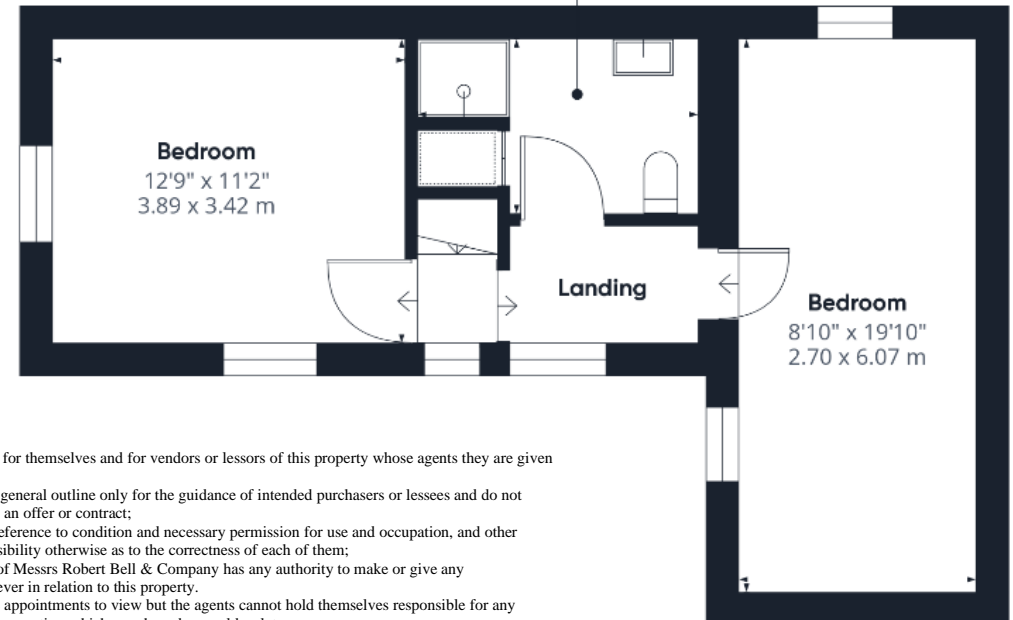 Bedroom
12'9" x 11'2"
3.89 x 3.42 m
Landing
Bedroom
8'10" x 19'10"
2.70 x 6.07 m
for themselves and for vendors or lessors of this property whose agents they are given
general outline only for the guidance of intended purchasers or lessees and do not
an offer or contract;
eference to condition and necessary permission for use and occupation, and other
sibility otherwise as to the correctness of each of them;
of Messrs Robert Bell & Company has any authority to make or give any
ever in relation to this property.
appointments to view but the agents cannot hold themselves responsible for any